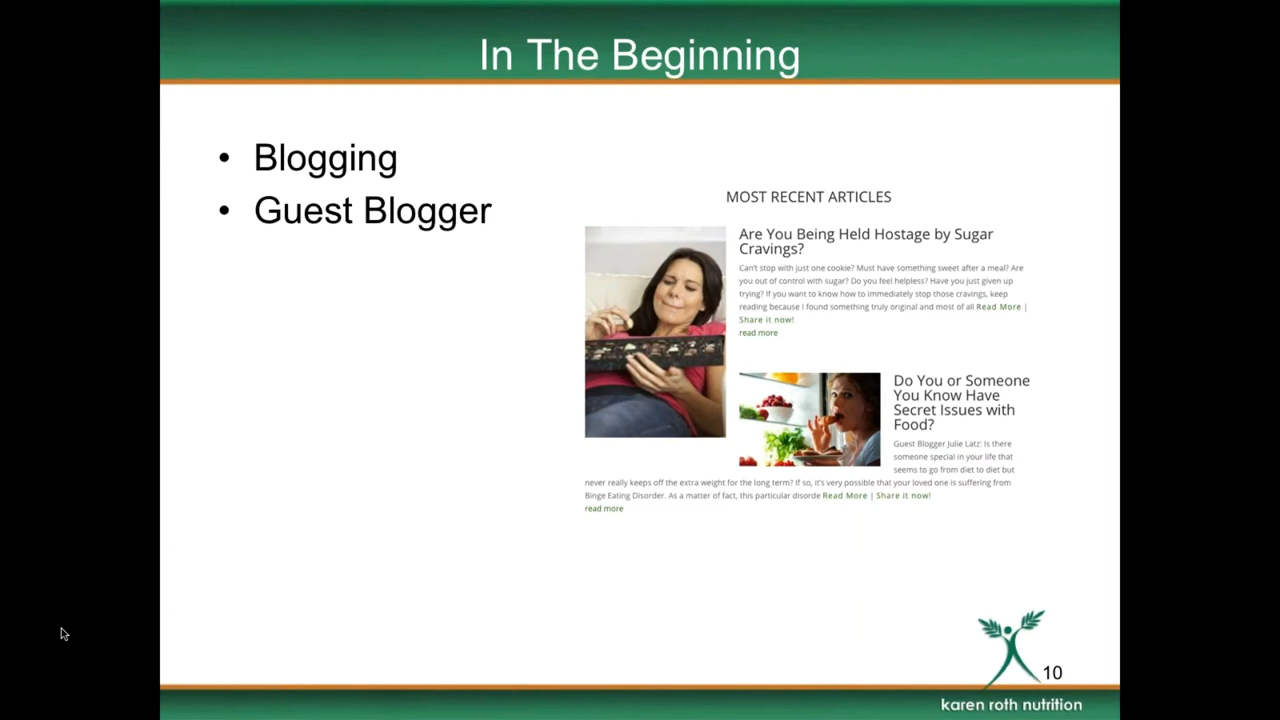 In The Beginning
• Blogging
• Guest Blogger
MOST RECENT ARTICLES
Are You Being Held Hostage by Sugar
Cravings?
Can't stop with just one cookie? Must have something sweet after a meal? Are
you out of control with sugar? Do you feel helpless? Have you just given up
trying? If you want to know how to immediately stop those cravings, keep
reading because I found something truly original and most of all Read More |
Share it now!
read more
Do You or Someone
You Know Have
Secret Issues with
Food?
Guest Blogger Julie Latz: Is there
someone special in your life that
seems to go from diet to diet but
never really keeps off the extra weight for the long term? If so, it's very possible that your loved one is suffering from
Binge Eating Disorder. As a matter of fact, this particular disorde Read More | Share it now!
read more
10
karen roth nutrition